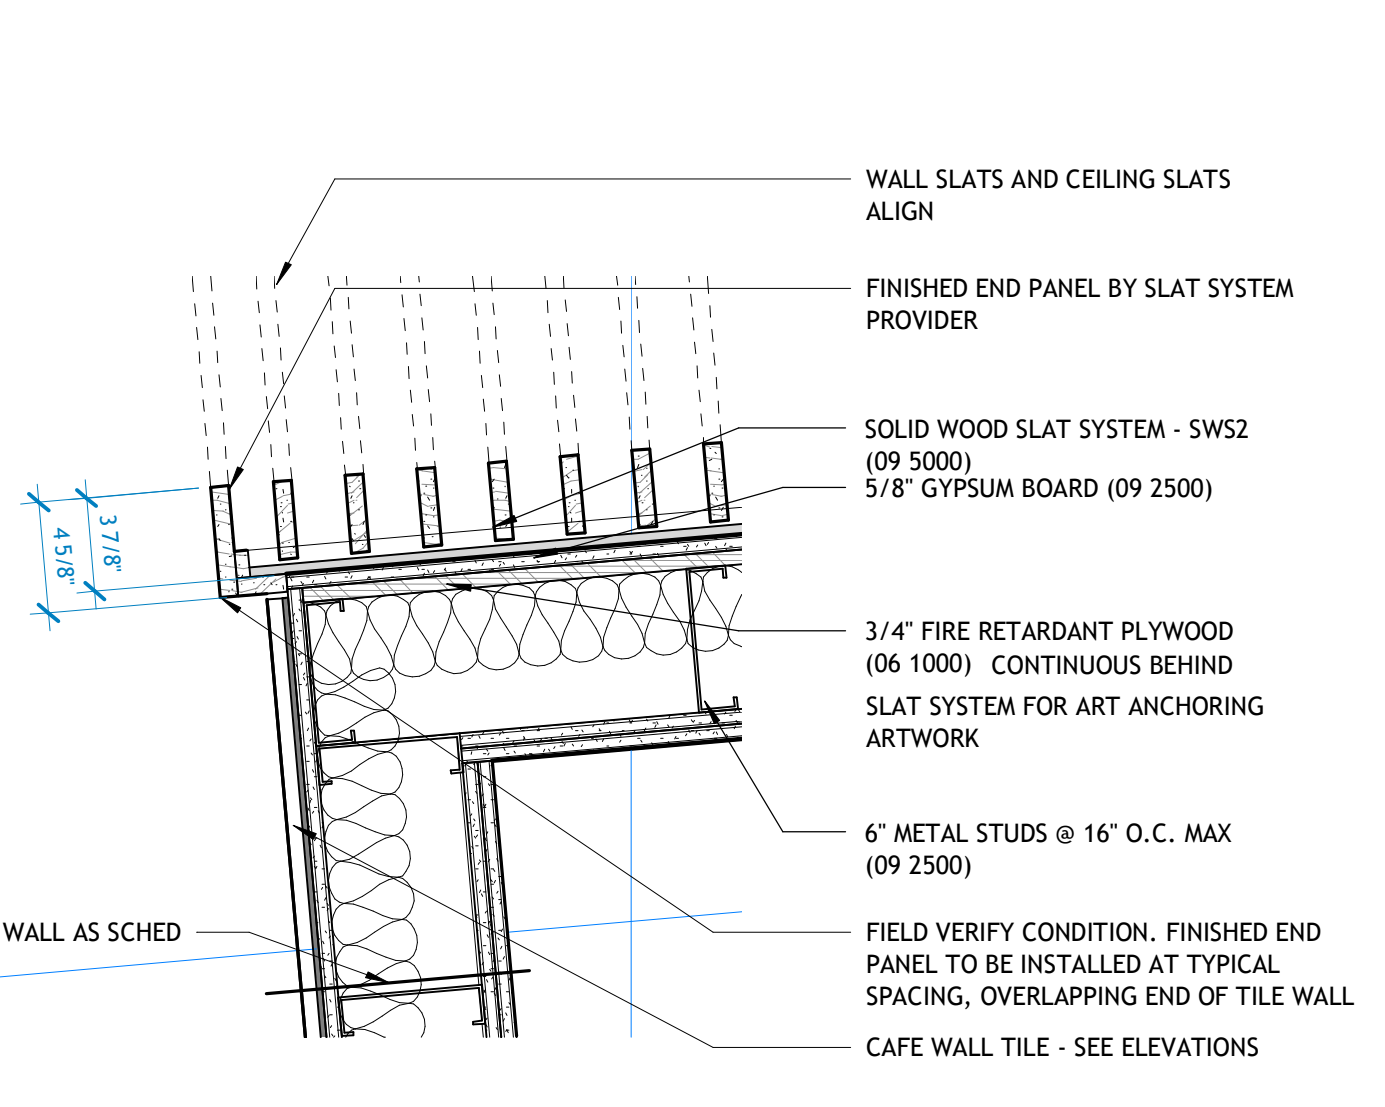 WALL SLATS AND CEILING SLATS
ALIGN
FINISHED END PANEL BY SLAT SYSTEM
PROVIDER
SOLID WOOD SLAT SYSTEM - SWS2
(09 5000)
5/8" GYPSUM BOARD (09 2500)
3 7/8"
4 5/8"
3/4" FIRE RETARDANT PLYWOOD
(06 1000) CONTINUOUS BEHIND
SLAT SYSTEM FOR ART ANCHORING
ARTWORK
6" METAL STUDS @ 16" O.C. MAX
(09 2500)
WALL AS SCHED
FIELD VERIFY CONDITION. FINISHED END
PANEL TO BE INSTALLED AT TYPICAL
SPACING, OVERLAPPING END OF TILE WALL
CAFE WALL TILE - SEE ELEVATIONS